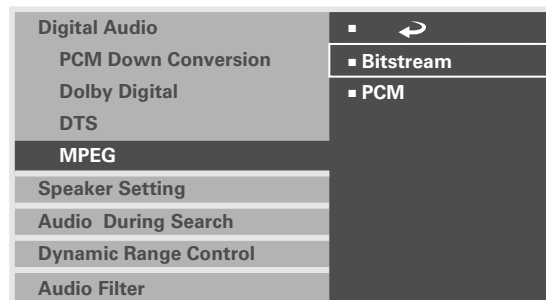 Digital Audio
PCM Down Conversion
Dolby Digital
DTS
MPEG
Speaker Setting
Audio During Search
Dynamic Range Control
Audio Filter
Bitstream
PCM